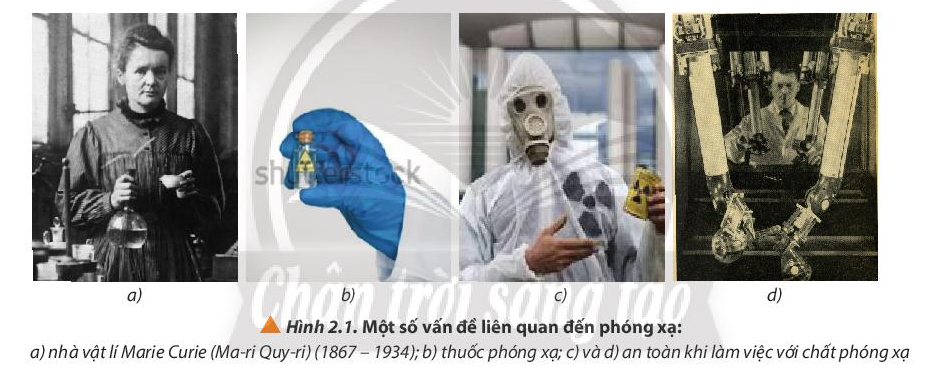 shutterstock
a)
b)
c)
d)
Chân trời sáng tạo
Hình 2.1. Một số vấn đề liên quan đến phóng xạ:
a) nhà vật lí Marie Curie (Ma-ri Quy-ri) (1867 – 1934); b) thuốc phóng xạ; c) và d) an toàn khi làm việc với chất phóng xạ